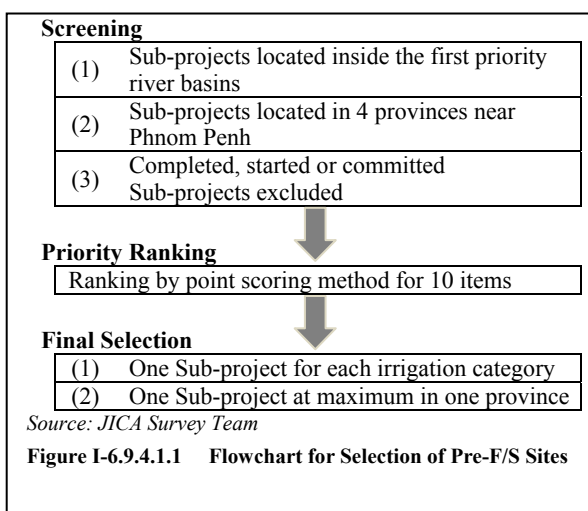 Screening
(1) Sub-projects located inside the first priority
river basins
(2) Sub-projects located in 4 provinces near
Phnom Penh
(3) Completed, started or committed
Sub-projects excluded
Priority Ranking
Ranking by point scoring method for 10 items
Final Selection
(1) One Sub-project for each irrigation category
(2) One Sub-project at maximum in one province
Source: JICA Survey Team
Figure I-6.9.4.1.1 Flowchart for Selection of Pre-F/S Sites